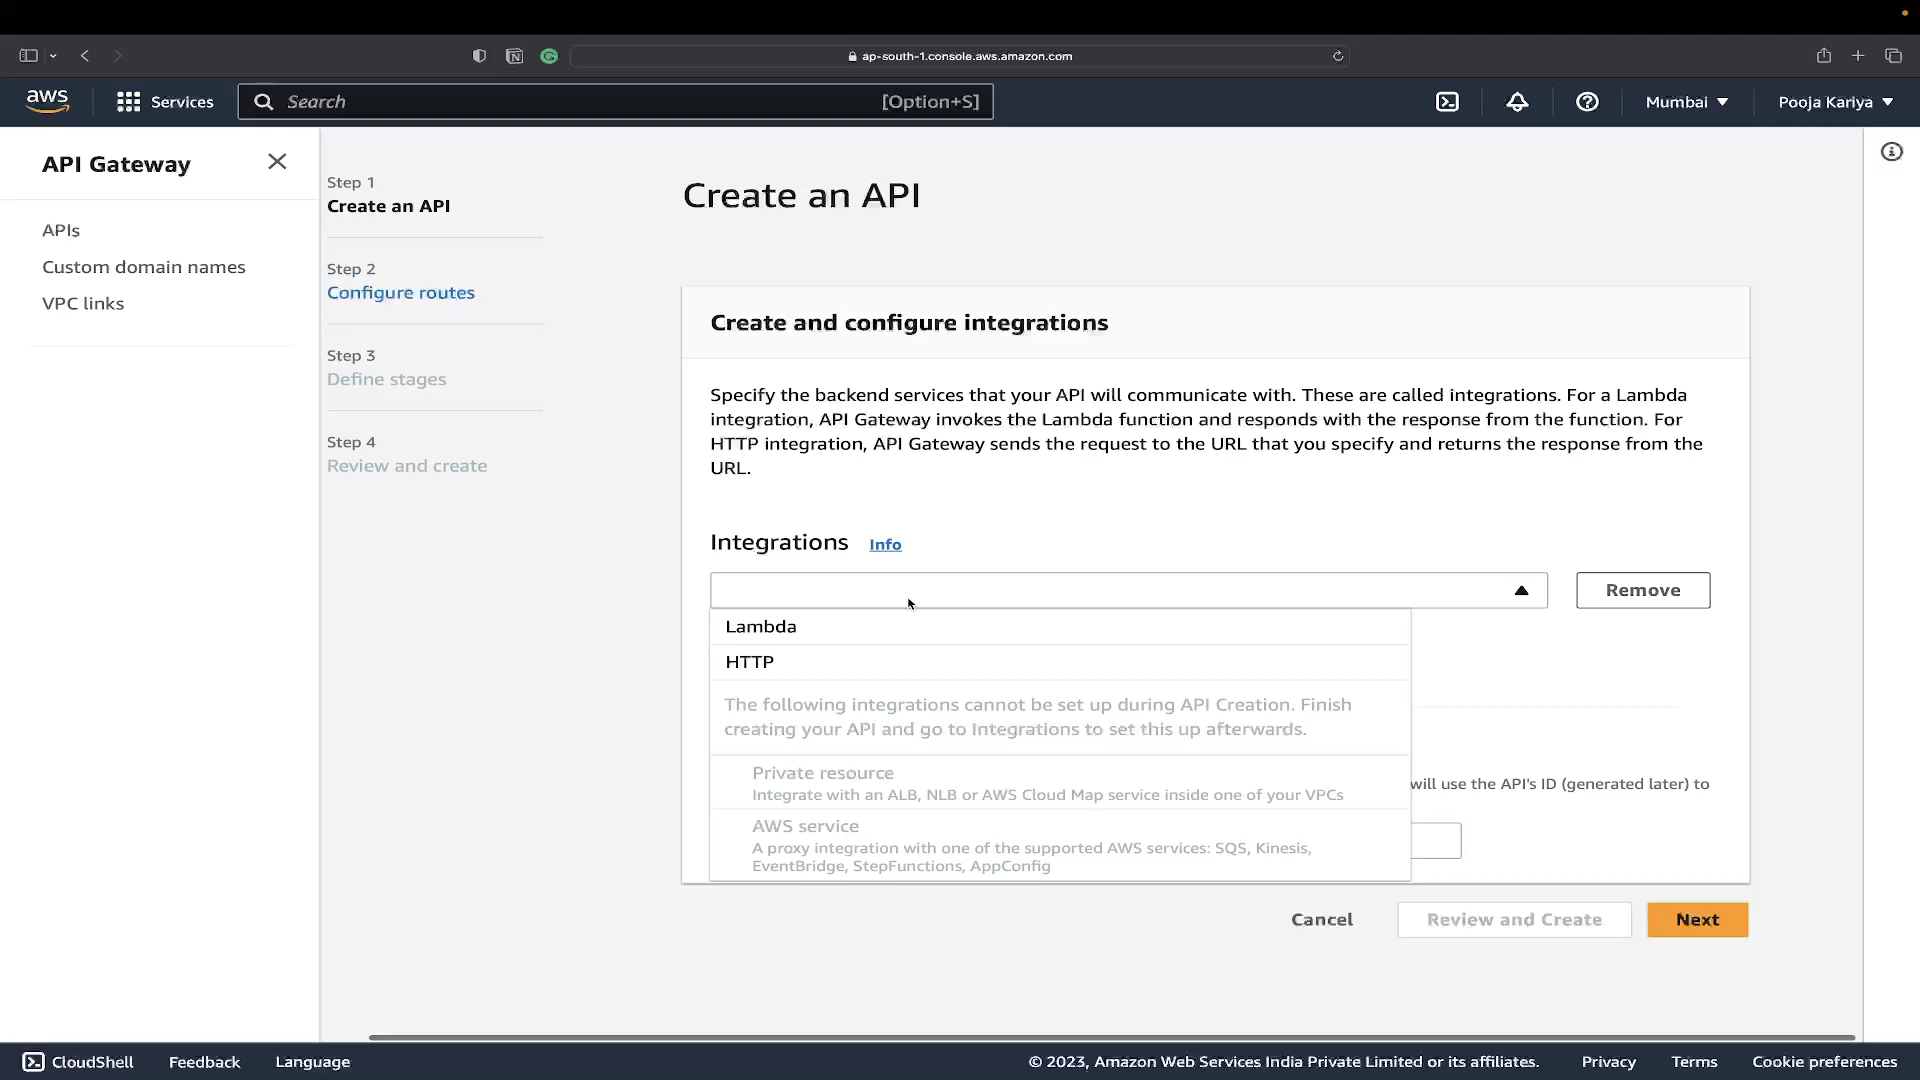 ap-south-1.console.aws.amazon.com
aws
Services
Search
[Option+S]
Mumbai
Pooja Kariya
API Gateway
APIs
Custom domain names
VPC links
Step 1
Create an API
Step 2
Configure routes
Step 3
Define stages
Step 4
Review and create
Create an API
Create and configure integrations
Specify the backend services that your API will communicate with. These are called integrations. For a Lambda
integration, API Gateway invokes the Lambda function and responds with the response from the function. For
HTTP integration, API Gateway sends the request to the URL that you specify and returns the response from the
URL.
Integrations Info
Remove
Lambda
HTTP
The following integrations cannot be set up during API Creation. Finish
creating your API and go to Integrations to set this up afterwards.
Private resource
Integrate with an ALB, NLB or AWS Cloud Map service inside one of your VPCs
will use the API's ID (generated later) to
AWS service
A proxy integration with one of the supported AWS services: SQS, Kinesis,
EventBridge, StepFunctions, AppConfig
Cancel
Review and Create
Next
CloudShell
Feedback
Language
© 2023, Amazon Web Services India Private Limited or its affiliates.
Privacy
Terms
Cookie preferences